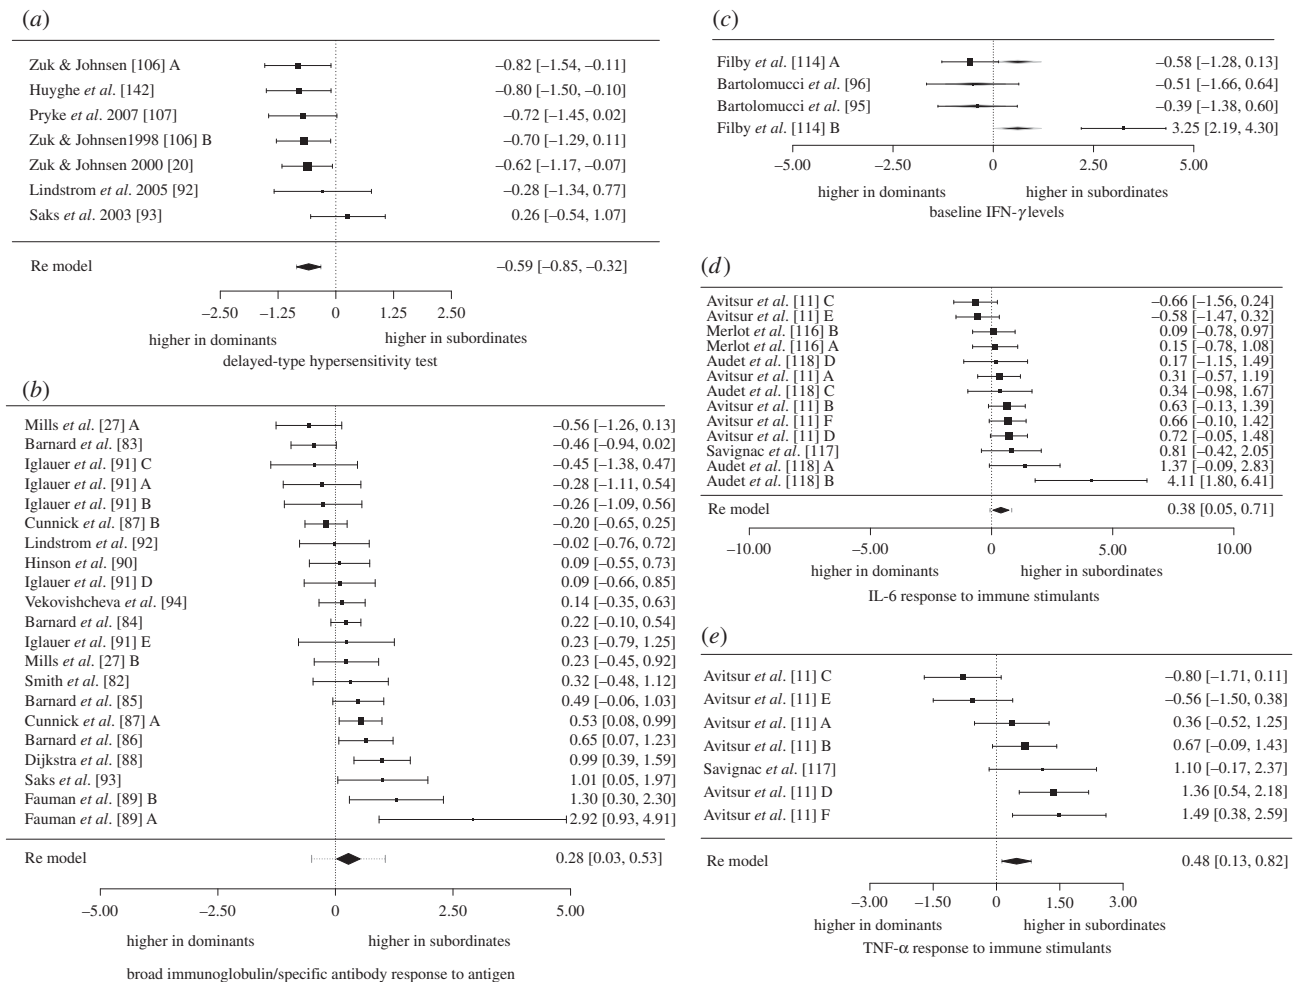 (a)
Zuk & Johnsen [106] A –0.82 [–1.54, –0.11]
Huyghe et al. [142] –0.80 [–1.50, –0.10]
Pryke et al. 2007 [107] –0.72 [–1.45, 0.02]
Zuk & Johnsen1998 [106] B –0.70 [–1.29, 0.11]
Zuk & Johnsen 2000 [20] –0.62 [–1.17, –0.07]
Lindstrom et al. 2005 [92] –0.28 [–1.34, 0.77]
Saks et al. 2003 [93] 0.26 [–0.54, 1.07]
Re model –0.59 [–0.85, –0.32]
–2.50 –1.25 0 1.25 2.50
higher in dominants higher in subordinates
delayed-type hypersensitivity test
(b)
Mills et al. [27] A –0.56 [–1.26, 0.13]
Barnard et al. [83] –0.46 [–0.94, 0.02]
Iglauer et al. [91] C –0.45 [–1.38, 0.47]
Iglauer et al. [91] A –0.28 [–1.11, 0.54]
Iglauer et al. [91] B –0.26 [–1.09, 0.56]
Cunnick et al. [87] B –0.20 [–0.65, 0.25]
Lindstrom et al. [92] –0.02 [–0.76, 0.72]
Hinson et al. [90] 0.09 [–0.55, 0.73]
Iglauer et al. [91] D 0.09 [–0.66, 0.85]
Vekovishcheva et al. [94] 0.14 [–0.35, 0.63]
Barnard et al. [84] 0.22 [–0.10, 0.54]
Iglauer et al. [91] E 0.23 [–0.79, 1.25]
Mills et al. [27] B 0.23 [–0.45, 0.92]
Smith et al. [82] 0.32 [–0.48, 1.12]
Barnard et al. [85] 0.49 [–0.06, 1.03]
Cunnick et al. [87] A 0.53 [0.08, 0.99]
Barnard et al. [86] 0.65 [0.07, 1.23]
Dijkstra et al. [88] 0.99 [0.39, 1.59]
Saks et al. [93] 1.01 [0.05, 1.97]
Fauman et al. [89] B 1.30 [0.30, 2.30]
Fauman et al. [89] A 2.92 [0.93, 4.91]
Re model 0.28 [0.03, 0.53]
–5.00 –2.50 0 2.50 5.00
higher in dominants higher in subordinates
broad immunoglobulin/specific antibody response to antigen
(c)
Filby et al. [114] A –0.58 [–1.28, 0.13]
Bartolomucci et al. [96] –0.51 [–1.66, 0.64]
Bartolomucci et al. [95] –0.39 [–1.38, 0.60]
Filby et al. [114] B 3.25 [2.19, 4.30]
–5.00 –2.50 0 2.50 5.00
higher in dominants higher in subordinates
baseline IFN-γ levels
(d)
Avitsur et al. [11] C –0.66 [–1.56, 0.24]
Avitsur et al. [11] E –0.58 [–1.47, 0.32]
Merlot et al. [116] B 0.09 [–0.78, 0.97]
Merlot et al. [116] A 0.15 [–0.78, 1.08]
Audet et al. [118] D 0.17 [–1.15, 1.49]
Avitsur et al. [11] A 0.31 [–0.57, 1.19]
Audet et al. [118] C 0.34 [–0.98, 1.67]
Avitsur et al. [11] B 0.63 [–0.13, 1.39]
Avitsur et al. [11] F 0.66 [–0.10, 1.42]
Avitsur et al. [11] D 0.72 [–0.05, 1.48]
Savignac et al. [117] 0.81 [–0.42, 2.05]
Audet et al. [118] A 1.37 [–0.09, 2.83]
Audet et al. [118] B 4.11 [1.80, 6.41]
Re model 0.38 [0.05, 0.71]
–10.00 –5.00 0 5.00 10.00
higher in dominants higher in subordinates
IL-6 response to immune stimulants
(e)
Avitsur et al. [11] C –0.80 [–1.71, 0.11]
Avitsur et al. [11] E –0.56 [–1.50, 0.38]
Avitsur et al. [11] A 0.36 [–0.52, 1.25]
Avitsur et al. [11] B 0.67 [–0.09, 1.43]
Savignac et al. [117] 1.10 [–0.17, 2.37]
Avitsur et al. [11] D 1.36 [0.54, 2.18]
Avitsur et al. [11] F 1.49 [0.38, 2.59]
Re model 0.48 [0.13, 0.82]
–3.00 –1.50 0 1.50 3.00
higher in dominants higher in subordinates
TNF-α response to immune stimulants